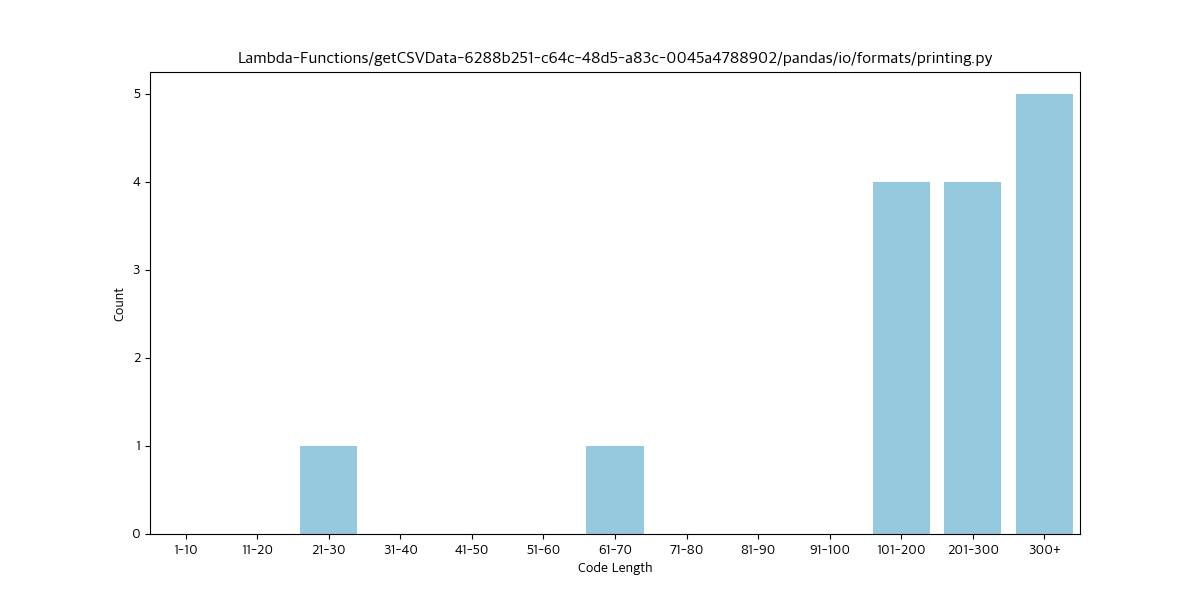 Lambda-Functions/getCSVData-6288b251-c64c-48d5-a83c-0045a4788902/pandas/io/formats/printing.py
5
4
3
2
1
0
Count
1-10 11-20 21-30 31-40 41-50 51-60 61-70 71-80 81-90 91-100 101-200 201-300 300+
Code Length